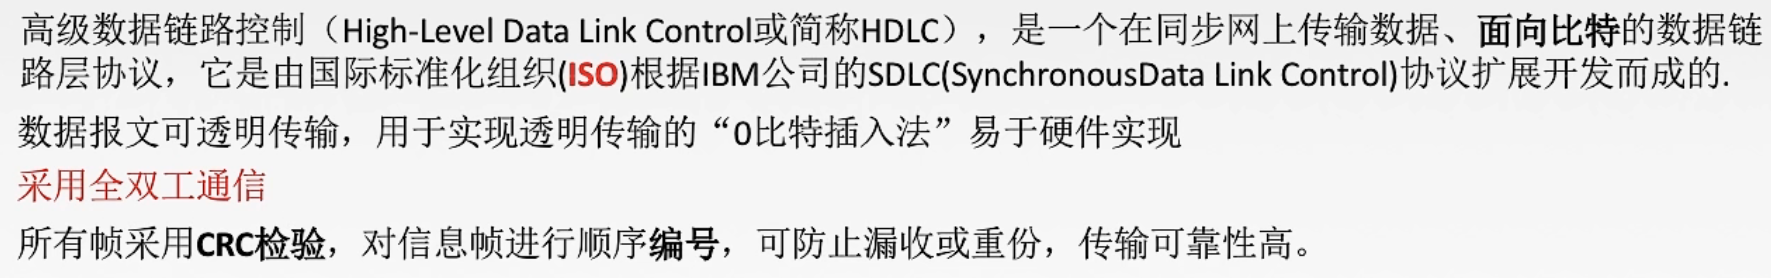 高级数据链路控制（High-Level Data Link Control或简称HDLC），是一个在同步网上传输数据、面向比特的数据链
路层协议，它是由国际标准化组织(ISO)根据IBM公司的SDLC(SynchronousData Link Control)协议扩展开发而成的.
数据报文可透明传输，用于实现透明传输的“0比特插入法”易于硬件实现
采用全双工通信
所有帧采用CRC检验，对信息帧进行顺序编号，可防止漏收或重份，传输可靠性高。